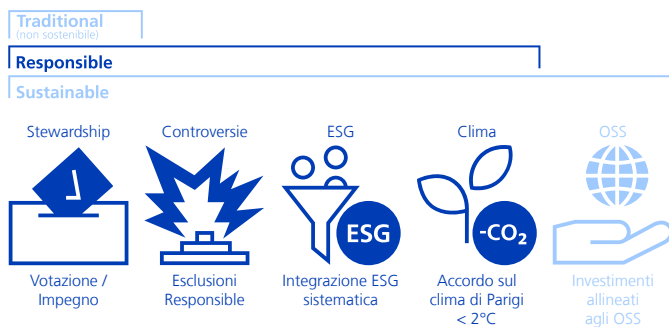 Traditional
(non sostenibile)
Responsible
Sustainable
Stewardship
Controversie
ESG
Clima
OSS
ESG
-CO₂
Votazione /
Impegno
Esclusioni
Responsible
Integrazione ESG
sistematica
Accordo sul
clima di Parigi
< 2°C
Investimenti
allineati
agli OSS